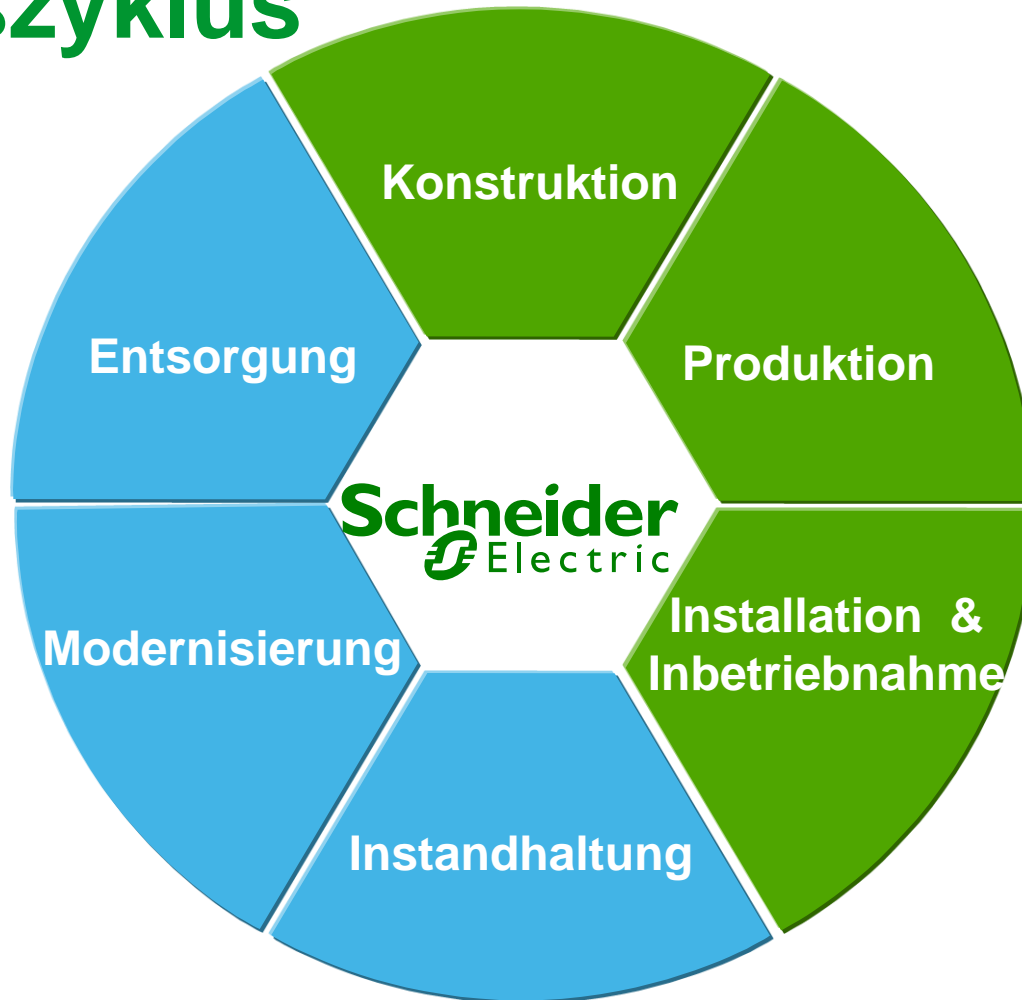 szyklus
Konstruktion
Entsorgung
Produktion
Schneider
Electric
Installation &
Inbetriebnahme
Modernisierung
Instandhaltung